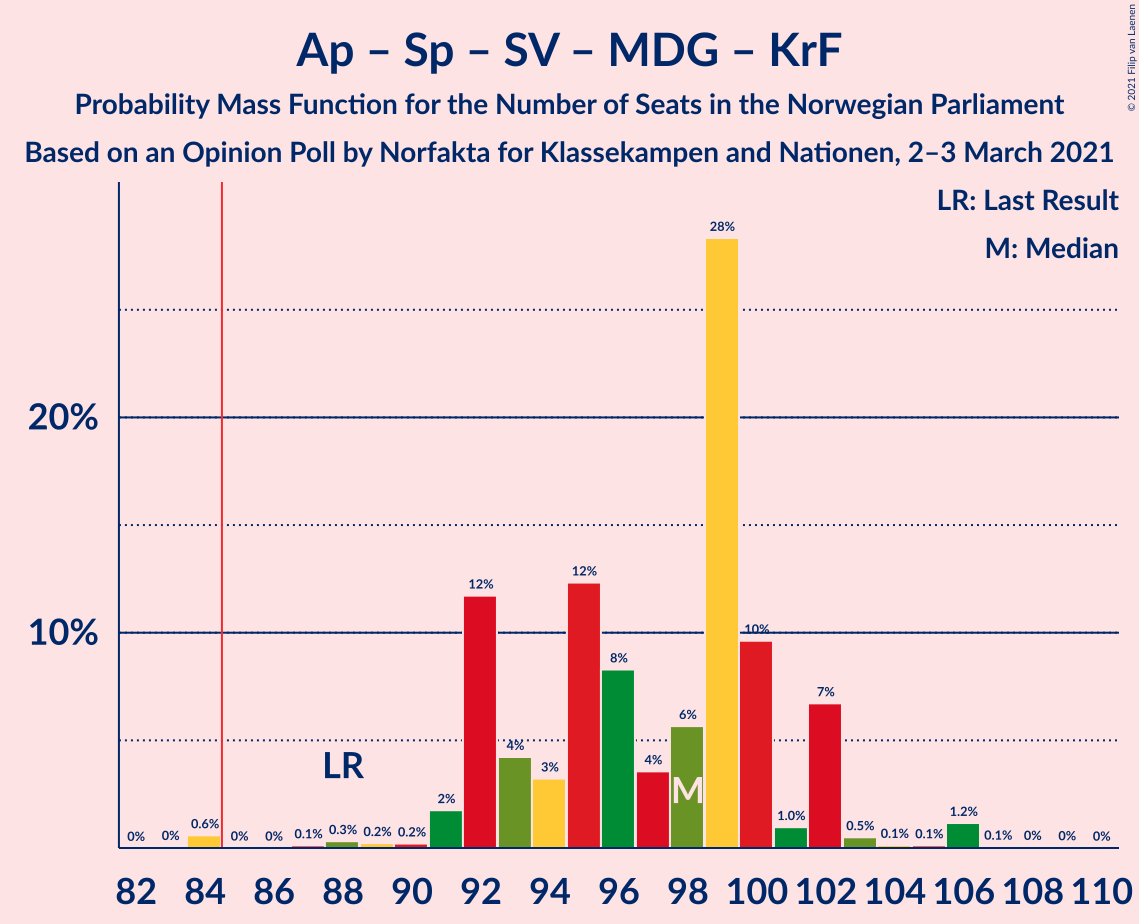 Ap – Sp – SV – MDG – KrF
Probability Mass Function for the Number of Seats in the Norwegian Parliament
Based on an Opinion Poll by Norfakta for Klassekampen and Nationen, 2–3 March 2021
© 2021 Filip van Laenen
LR: Last Result
M: Median
20%
10%
0% 0% 0.6% 0% 0% 0.1% 0.3% 0.2% 0.2% 2% 12% 4% 3% 12% 8% 4% 6% 28% 10% 1.0% 7% 0.5% 0.1% 0.1% 1.2% 0.1% 0% 0% 0%
LR
M
82 84 86 88 90 92 94 96 98 100 102 104 106 108 110